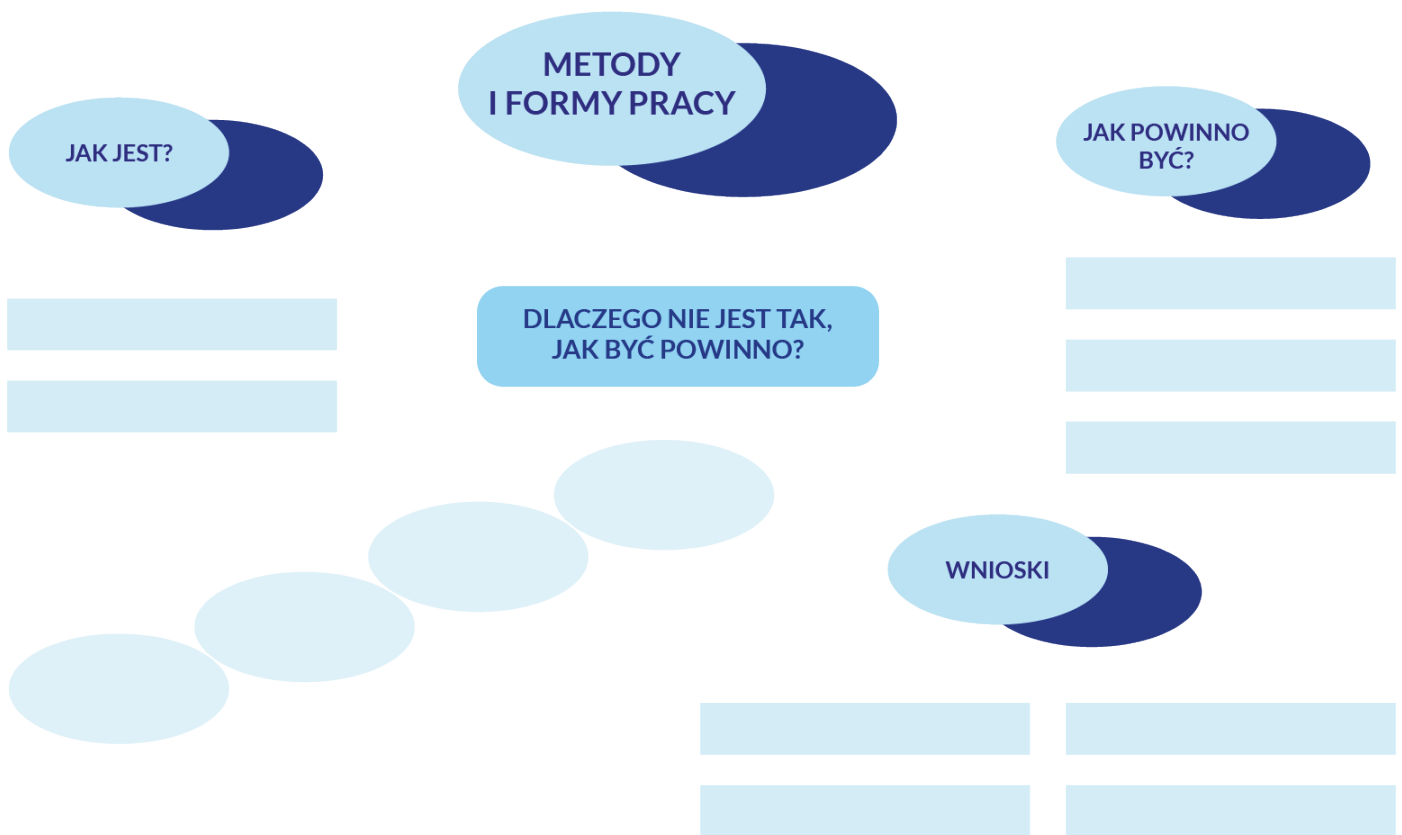 METODY
I FORMY PRACY
JAK JEST?
JAK POWINNO
BYĆ?
DLACZEGO NIE JEST TAK,
JAK BYĆ POWINNO?
WNIOSKI